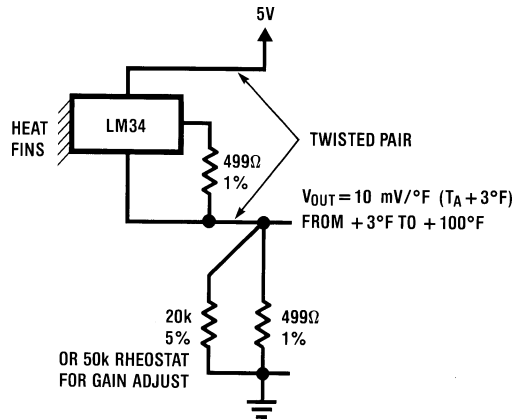 5V
HEAT
FINS
LM34
TWISTED PAIR
499Ω
1%
VOUT = 10 mV/°F (TA + 3°F)
FROM + 3°F TO + 100°F
20k
5%
499Ω
1%
OR 50k RHEOSTAT
FOR GAIN ADJUST